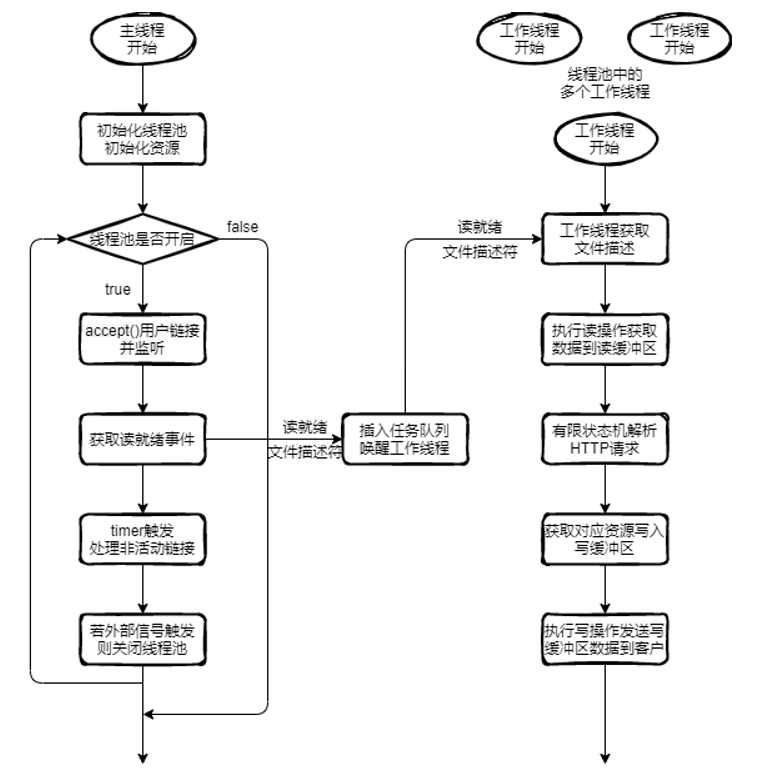 主线程
开始
初始化线程池
初始化资源
线程池是否开启
false
true
accept()用户链接
并监听
获取读就绪事件
读就绪
文件描述符
插入任务队列
唤醒工作线程
timer触发
处理非活动链接
若外部信号触发
则关闭线程池
工作线程
开始
工作线程
开始
线程池中的
多个工作线程
工作线程
开始
读就绪
文件描述符
工作线程获取
文件描述
执行读操作获取
数据到读缓冲区
有限状态机解析
HTTP请求
获取对应资源写入
写缓冲区
执行写操作发送写
缓冲区数据到客户